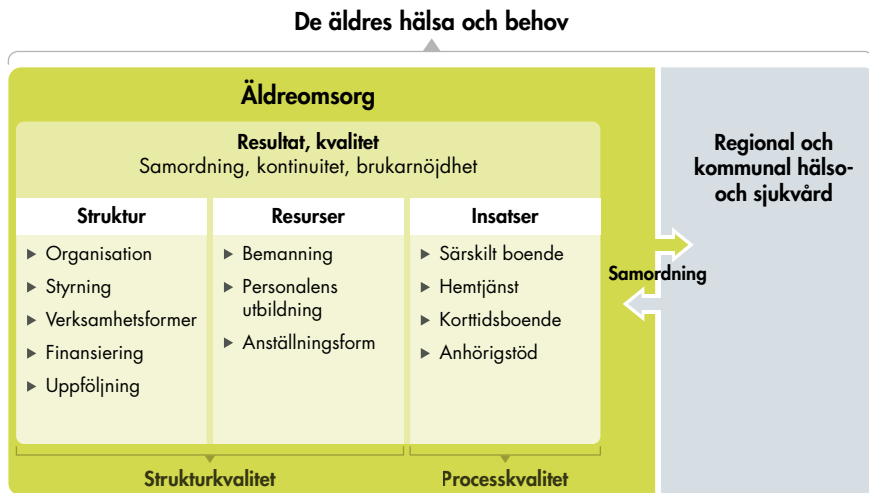 De äldres hälsa och behov
Äldreomsorg
Resultat, kvalitet
Samordning, kontinuitet, brukarnöjdhet
Struktur
Organisation
Styrning
Verksamhetsformer
Finansiering
Uppföljning
Resurser
Bemanning
Personalens
utbildning
Anställningsform
Insatser
Särskilt boende
Hemtjänst
Korttidsboende
Anhörigstöd
Strukturkvalitet
Processkvalitet
Samordning
Regional och
kommunal hälso-
och sjukvård